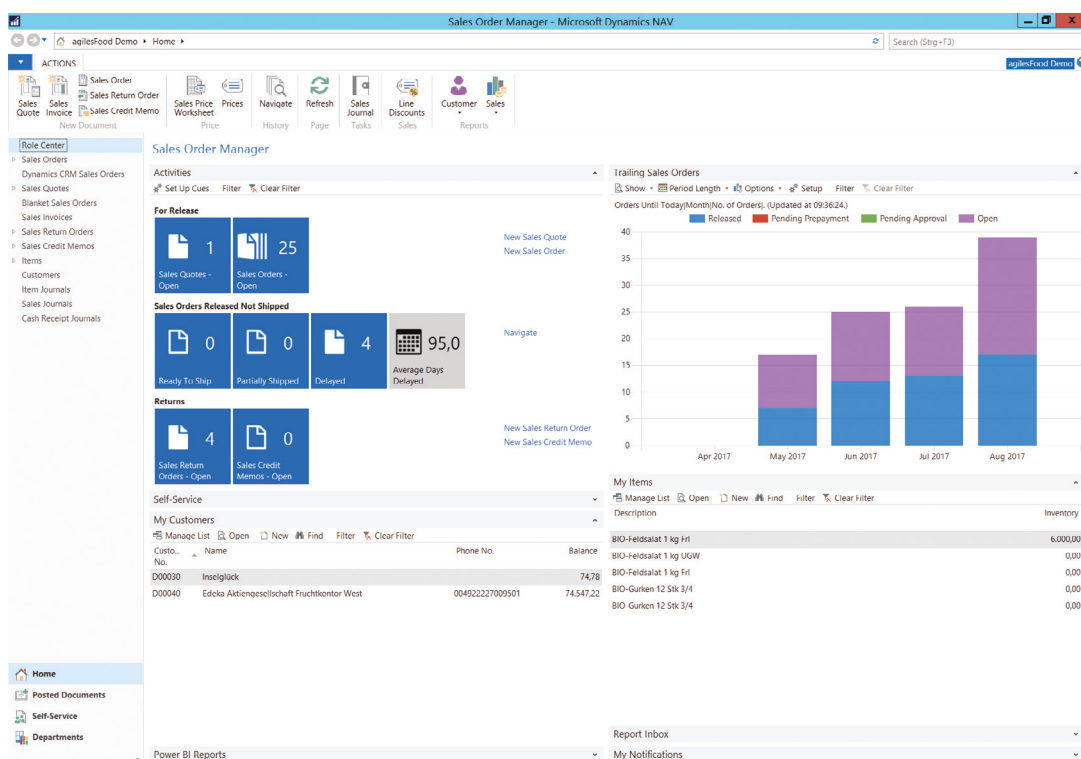 Sales Order Manager - Microsoft Dynamics NAV
agilesFood Demo Home
Search (Strg+F3)
ACTIONS
agilesFood Demo
Sales Quote
Sales Invoice
Sales Order
Sales Return Order
Sales Credit Memo
New Document
Sales Price Worksheet
Prices
Price
Navigate
History
Refresh
Page
Sales Journal
Tasks
Line Discounts
Sales
Customer
Sales
Reports
Role Center
Sales Orders
Dynamics CRM Sales Orders
Sales Quotes
Blanket Sales Orders
Sales Invoices
Sales Return Orders
Sales Credit Memos
Items
Customers
Item Journals
Sales Journals
Cash Receipt Journals
Home
Posted Documents
Self-Service
Departments
Sales Order Manager
Activities
Set Up Cues Filter Clear Filter
For Release
1
Sales Quotes -
Open
25
Sales Orders -
Open
New Sales Quote
New Sales Order
Sales Orders Released Not Shipped
0
Ready To Ship
0
Partially Shipped
4
Delayed
95,0
Average Days
Delayed
Navigate
Returns
4
Sales Return
Orders - Open
0
Sales Credit
Memos - Open
New Sales Return Order
New Sales Credit Memo
Self-Service
My Customers
Manage List Open New Find Filter Clear Filter
Custo... No. Name Phone No. Balance
D00030 Inselglück 74,78
D00040 Edeka Aktiengesellschaft Fruchtkontor West 004922227009501 74.547,22
Power BI Reports
Trailing Sales Orders
Show Period Length Options Setup Filter Clear Filter
Orders Until Today|Month|No. of Orders|. (Updated at 09:36:24.)
Released Pending Prepayment Pending Approval Open
40
35
30
25
20
15
10
5
0
Apr 2017 May 2017 Jun 2017 Jul 2017 Aug 2017
My Items
Manage List Open New Find Filter Clear Filter
Description Inventory
BIO-Feldsalat 1 kg Frl 6.000,00
BIO-Feldsalat 1 kg UGW 0,00
BIO-Feldsalat 1 kg Frl 0,00
BIO-Gurken 12 Stk 3/4 0,00
BIO-Gurken 12 Stk 3/4 0,00
Report Inbox
My Notifications